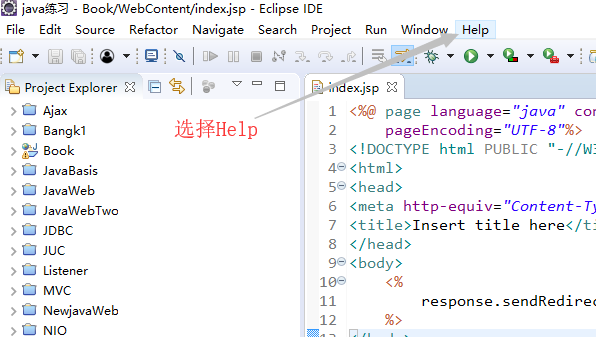 java练习 - Book/WebContent/index.jsp - Eclipse IDE
File Edit Source Refactor Navigate Search Project Run Window Help
Project Explorer
index.jsp
Ajax
Bangk1
Book
JavaBasis
JavaWeb
JavaWebTwo
JDBC
JUC
Listener
MVC
NewjavaWeb
NIO
选择Help
1 <%@ page language="java" con
2 pageEncoding="UTF-8"%>
3 <!DOCTYPE html PUBLIC "-//W3
4 <html>
5 <head>
6 <meta http-equiv="Content-Ty
7 <title>Insert title here</ti
8 </head>
9 <body>
10 <%
11 response.sendRedirec
12 %>